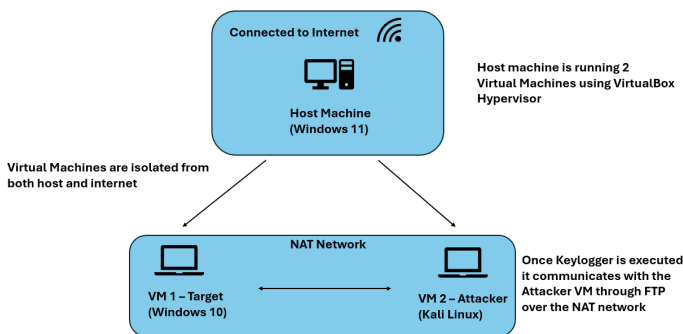 Connected to Internet
Host Machine
(Windows 11)
Host machine is running 2
Virtual Machines using VirtualBox
Hypervisor
Virtual Machines are isolated from
both host and internet
NAT Network
VM 1 – Target
(Windows 10)
VM 2 – Attacker
(Kali Linux)
Once Keylogger is executed
it communicates with the
Attacker VM through FTP
over the NAT network